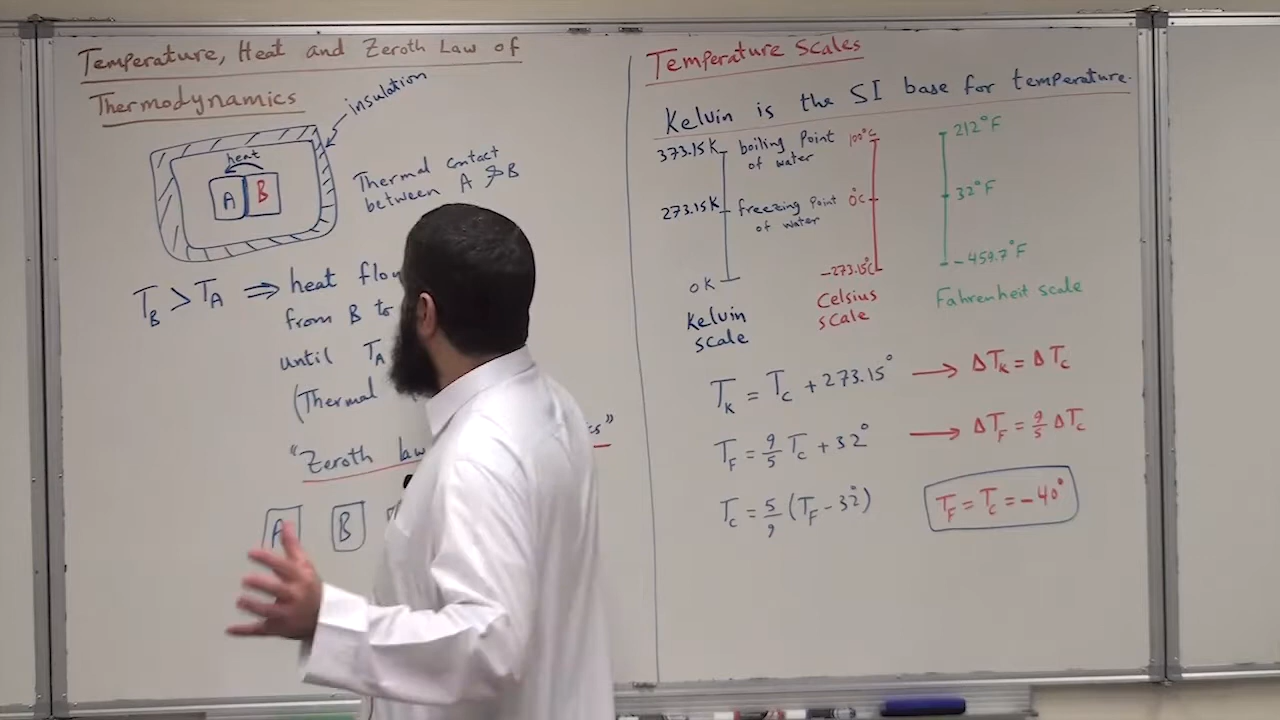 Temperature, Heat and Zeroth Law of
Thermodynamics
insulation
heat
A B
Thermal contact
between A & B
T_B > T_A ⇒ heat
from B to
until T_A
(Thermal
"Zeroth law
A B
Temperature Scales
Kelvin is the SI base for temperature.
373.15K boiling point
of water
273.15K freezing point
of water
0K
Kelvin
scale
100°C
0°C
-273.15°C
Celsius
scale
212°F
32°F
-459.7°F
Fahrenheit scale
T_K = T_C + 273.15° → ΔT_K = ΔT_C
T_F = 9/5 T_C + 32° → ΔT_F = 9/5 ΔT_C
T_C = 5/9 (T_F - 32°)
T_F = T_C = -40°